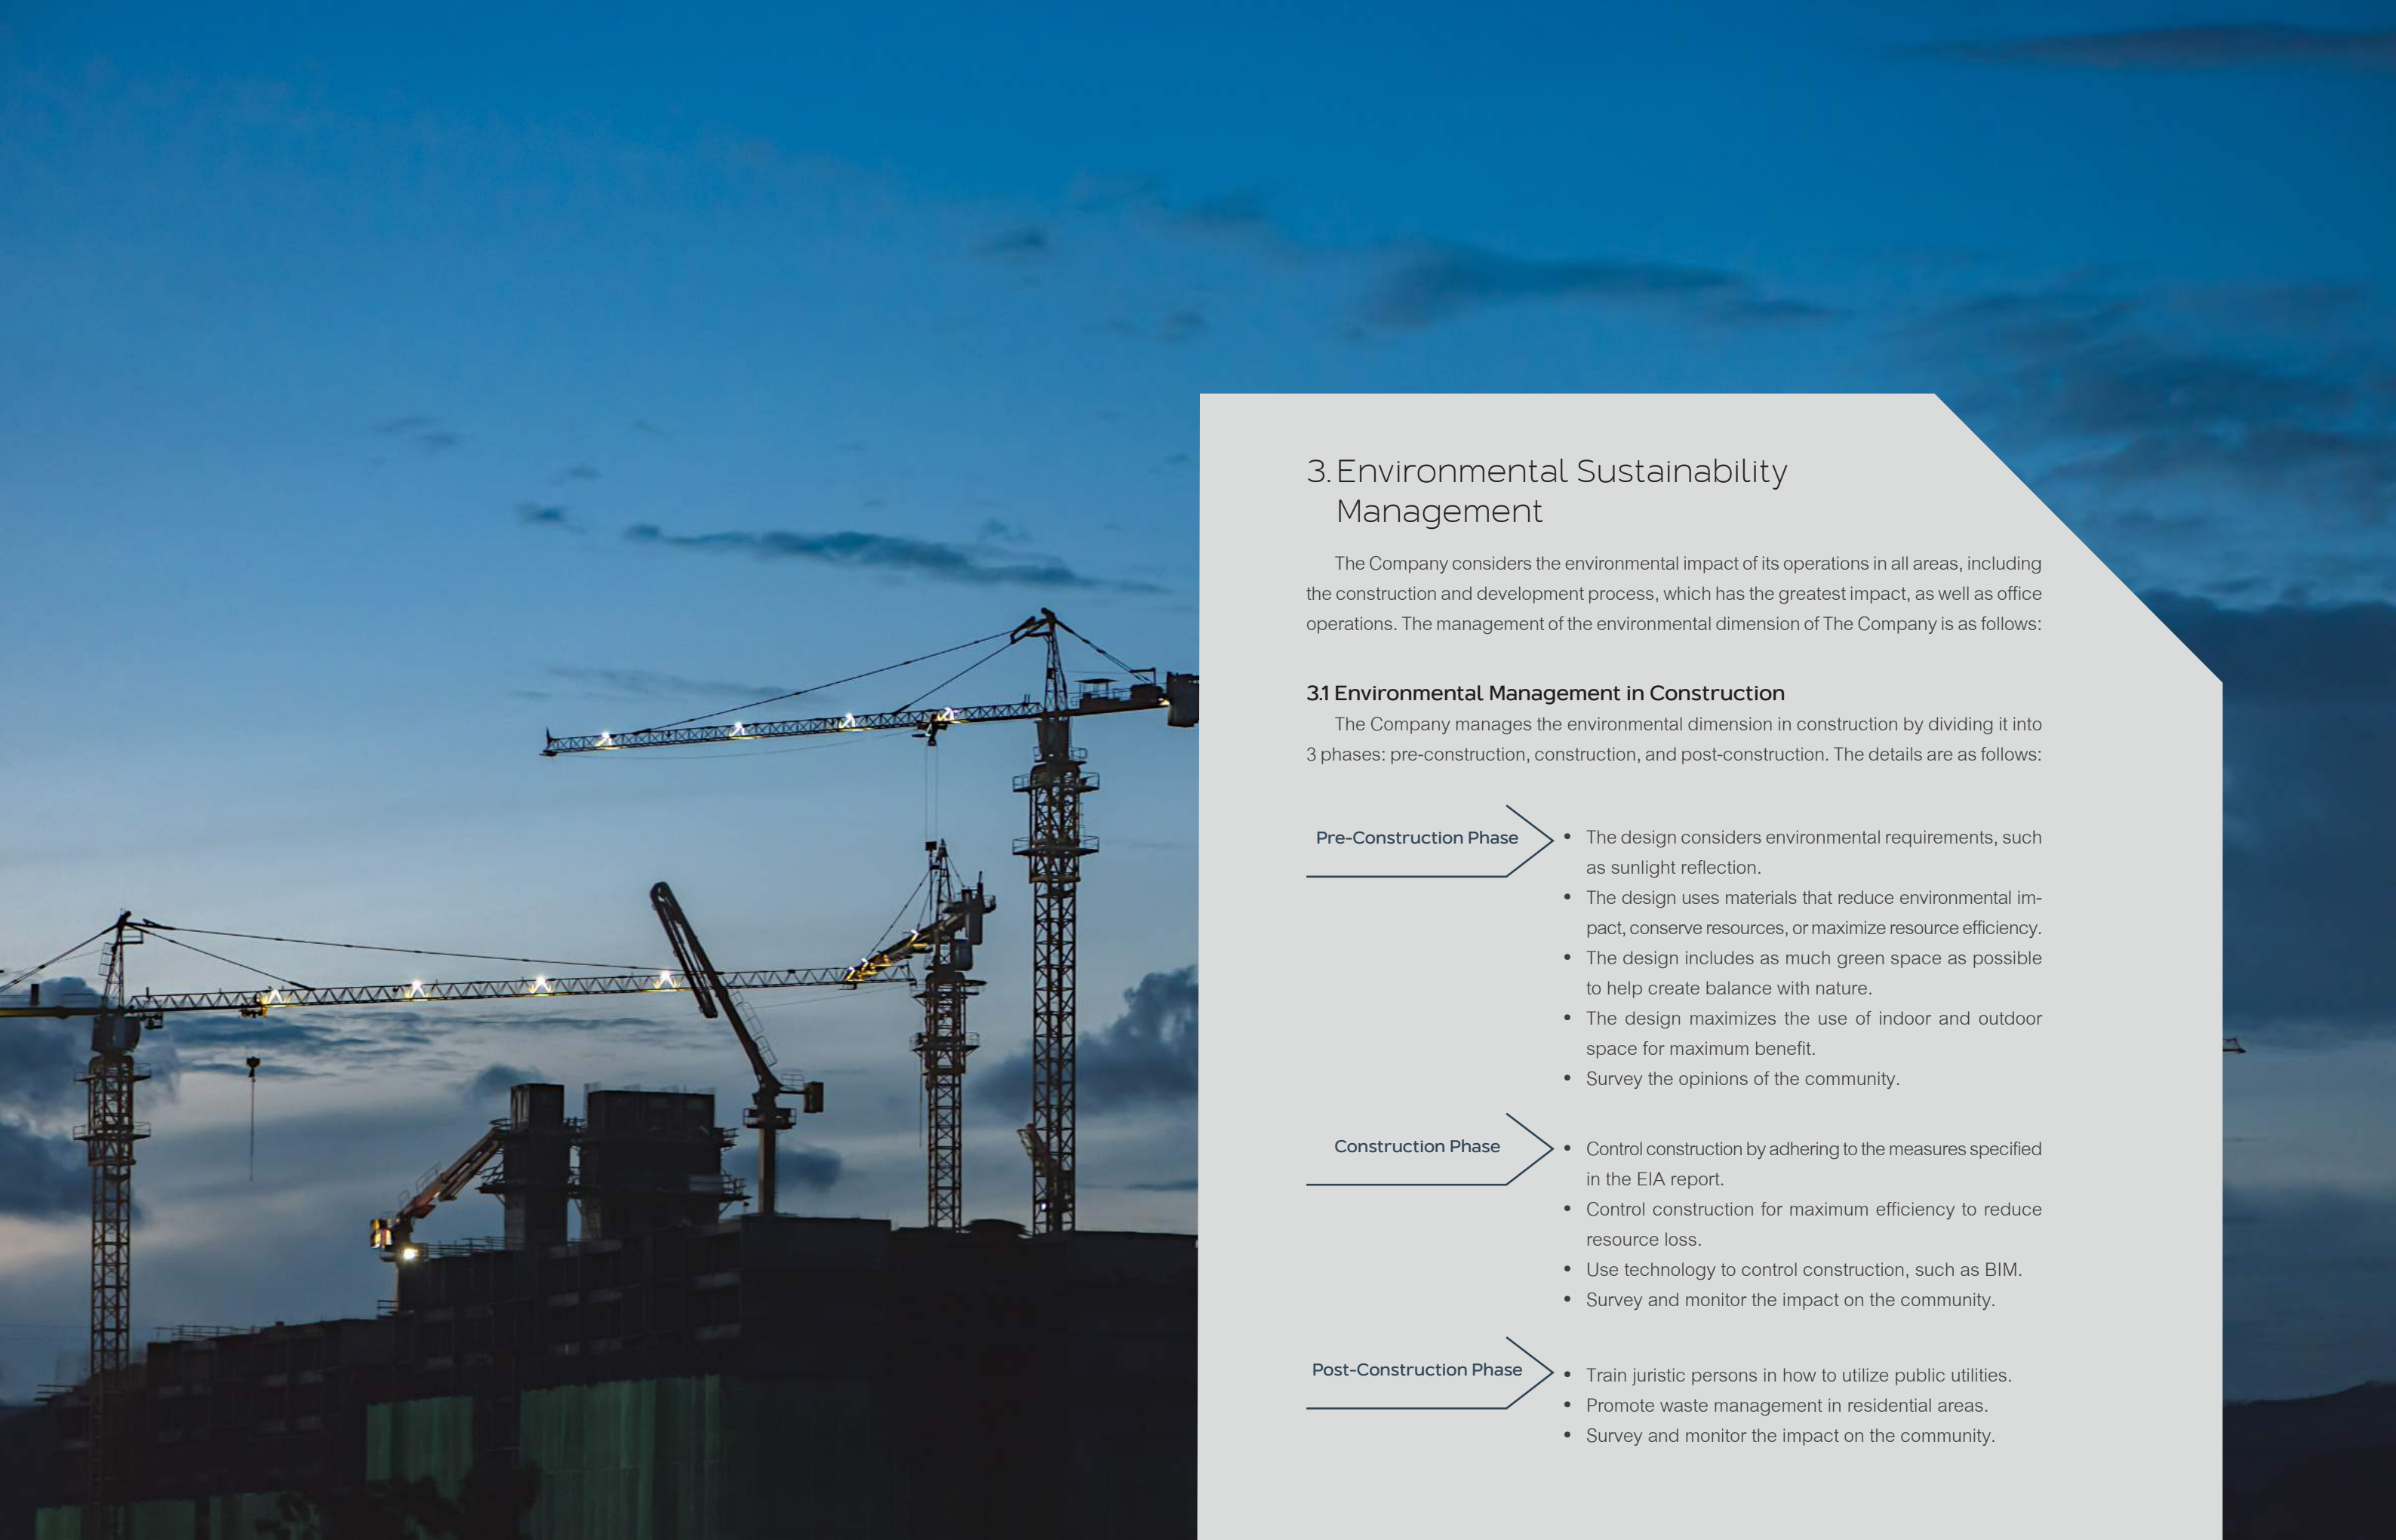 3. Environmental Sustainability
Management
The Company considers the environmental impact of its operations in all areas, including
the construction and development process, which has the greatest impact, as well as office
operations. The management of the environmental dimension of The Company is as follows:
3.1 Environmental Management in Construction
The Company manages the environmental dimension in construction by dividing it into
3 phases: pre-construction, construction, and post-construction. The details are as follows:
Pre-Construction Phase
• The design considers environmental requirements, such
as sunlight reflection.
• The design uses materials that reduce environmental im-
pact, conserve resources, or maximize resource efficiency.
• The design includes as much green space as possible
to help create balance with nature.
• The design maximizes the use of indoor and outdoor
space for maximum benefit.
• Survey the opinions of the community.
Construction Phase
• Control construction by adhering to the measures specified
in the EIA report.
• Control construction for maximum efficiency to reduce
resource loss.
• Use technology to control construction, such as BIM.
• Survey and monitor the impact on the community.
Post-Construction Phase
• Train juristic persons in how to utilize public utilities.
• Promote waste management in residential areas.
• Survey and monitor the impact on the community.